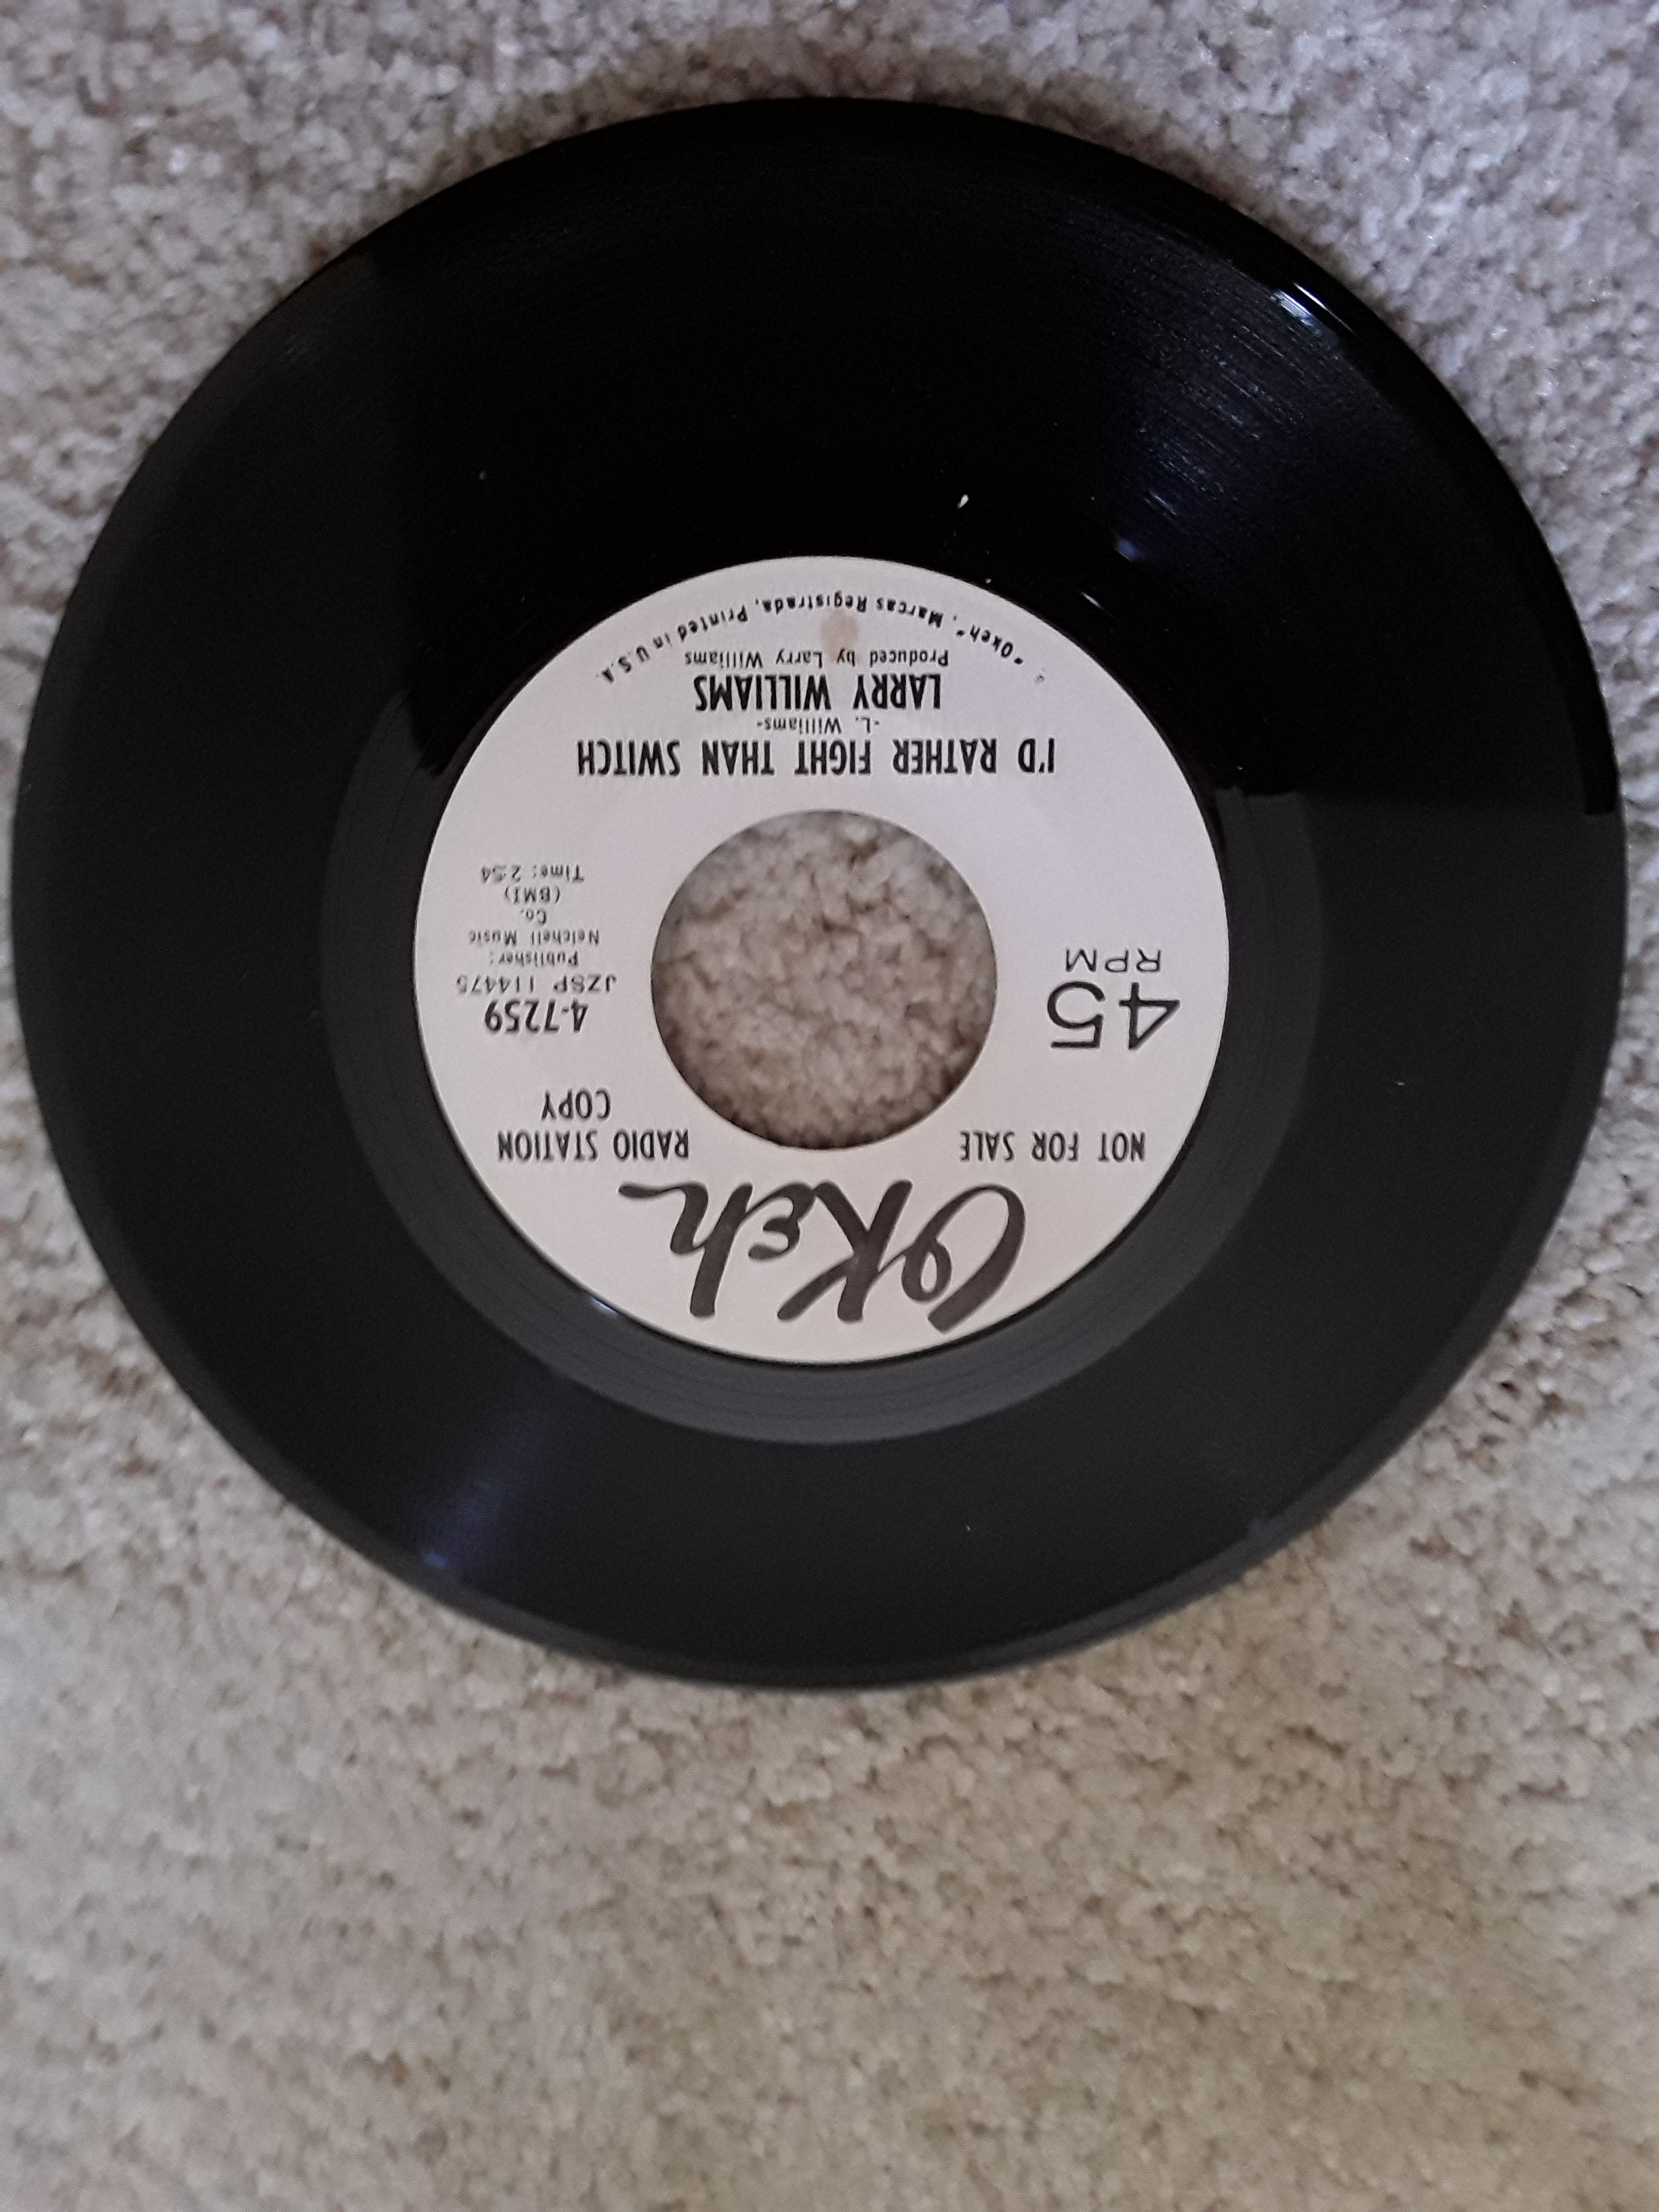 OKeh
NOT FOR SALE
RADIO STATION
COPY
45
RPM
4-7259
JZSP 114475
Publisher:
Nelchell Music
Co.
(BMI)
Time: 2:54
I'D RATHER FIGHT THAN SWITCH
-L. Williams-
LARRY WILLIAMS
Produced by Larry Williams
"Okeh", Marcas Registrada. Printed in U.S.A.